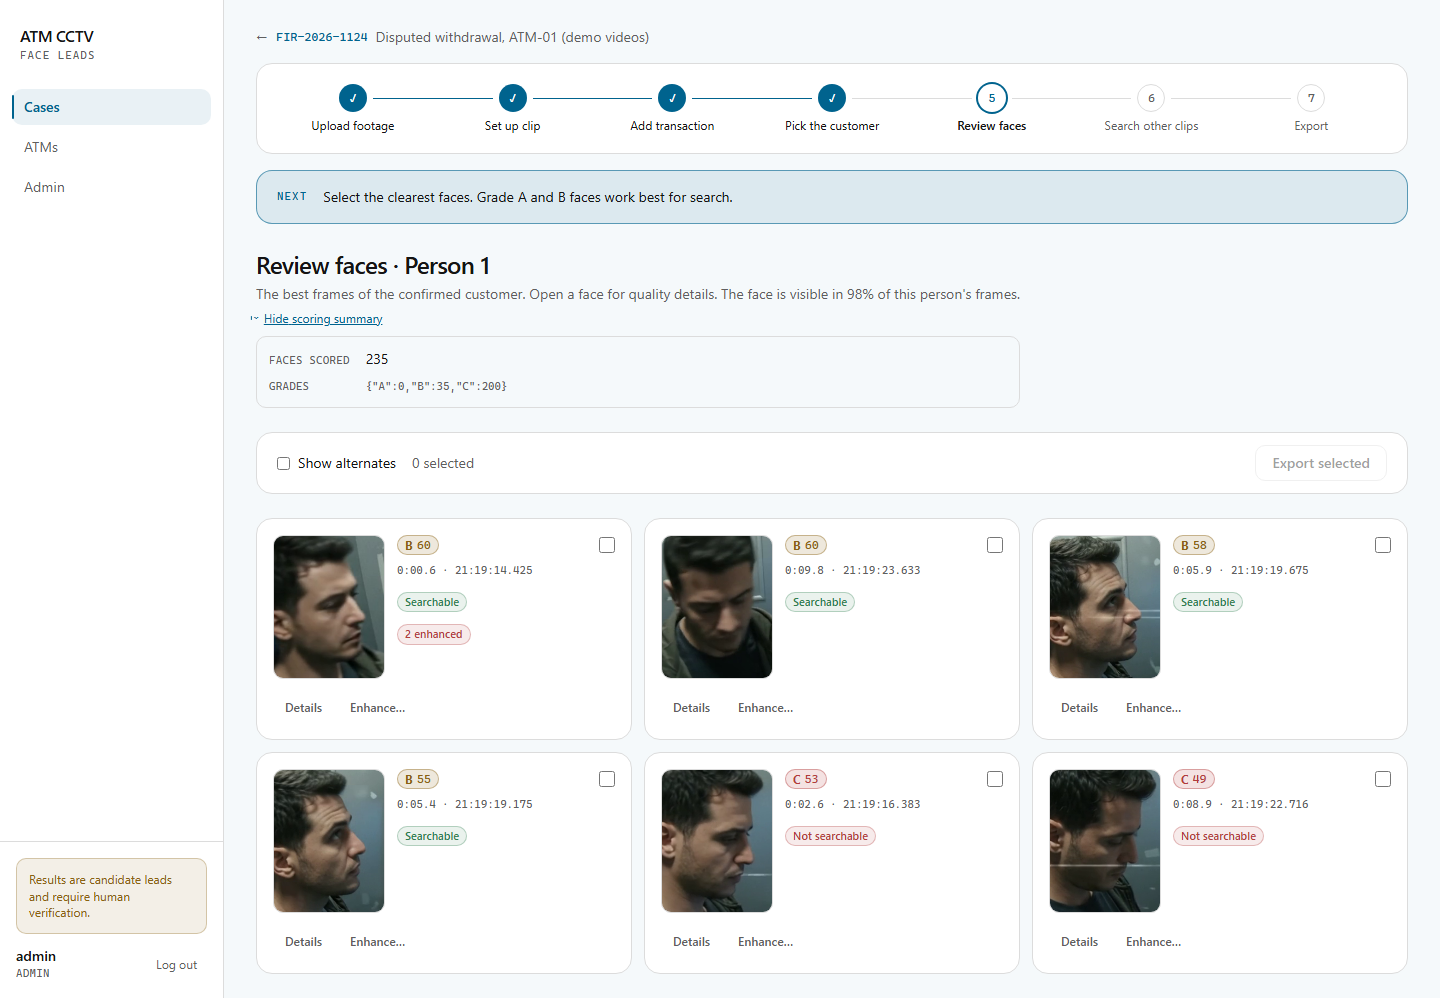 ATM CCTV
FACE LEADS
Cases
ATMs
Admin
Results are candidate leads
and require human
verification.
admin
ADMIN
Log out
← FIR-2026-1124 Disputed withdrawal, ATM-01 (demo videos)
✓ ✓ ✓ ✓ 5 6 7
Upload footage Set up clip Add transaction Pick the customer Review faces Search other clips Export
NEXT Select the clearest faces. Grade A and B faces work best for search.
Review faces · Person 1
The best frames of the confirmed customer. Open a face for quality details. The face is visible in 98% of this person's frames.
Hide scoring summary
FACES SCORED 235
GRADES {"A":0,"B":35,"C":200}
Show alternates 0 selected Export selected
B 60
0:00.6 · 21:19:14.425
Searchable
2 enhanced
Details Enhance...
B 60
0:09.8 · 21:19:23.633
Searchable
Details Enhance...
B 58
0:05.9 · 21:19:19.675
Searchable
Details Enhance...
B 55
0:05.4 · 21:19:19.175
Searchable
Details Enhance...
C 53
0:02.6 · 21:19:16.383
Not searchable
Details Enhance...
C 49
0:08.9 · 21:19:22.716
Not searchable
Details Enhance...